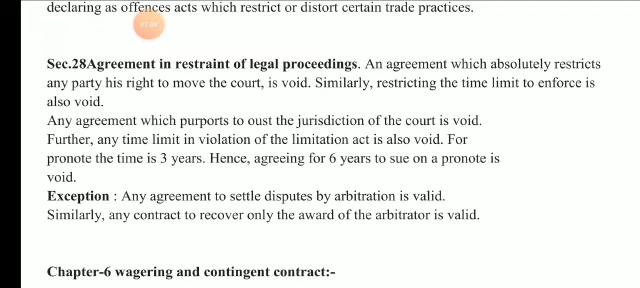 declaring as offences acts which restrict or distort certain trade practices.
Sec.28Agreement in restraint of legal proceedings. An agreement which absolutely restricts
any party his right to move the court, is void. Similarly, restricting the time limit to enforce is
also void.
Any agreement which purports to oust the jurisdiction of the court is void.
Further, any time limit in violation of the limitation act is also void. For
pronote the time is 3 years. Hence, agreeing for 6 years to sue on a pronote is
void.
Exception : Any agreement to settle disputes by arbitration is valid.
Similarly, any contract to recover only the award of the arbitrator is valid.
Chapter-6 wagering and contingent contract:-